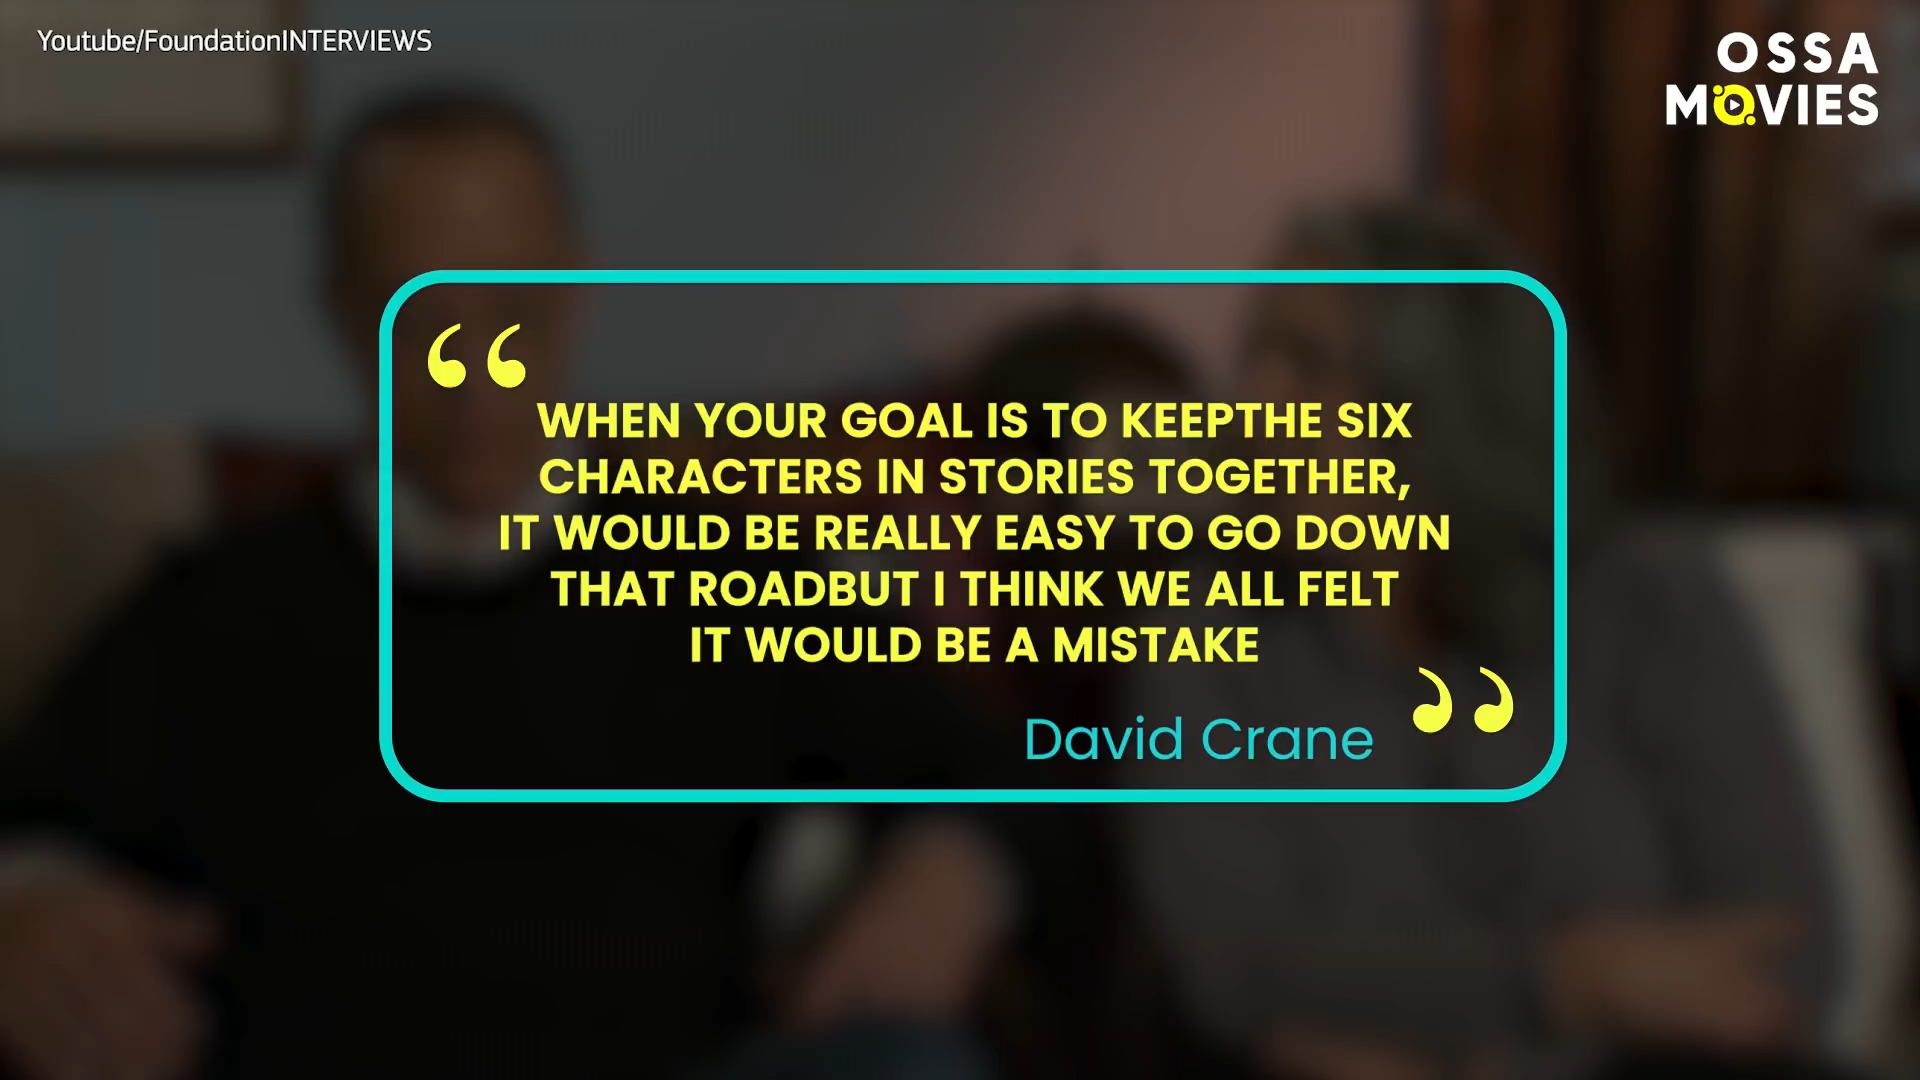 Youtube/FoundationINTERVIEWS
OSSA
MOVIES
“
WHEN YOUR GOAL IS TO KEEPTHE SIX
CHARACTERS IN STORIES TOGETHER,
IT WOULD BE REALLY EASY TO GO DOWN
THAT ROADBUT I THINK WE ALL FELT
IT WOULD BE A MISTAKE
”
David Crane